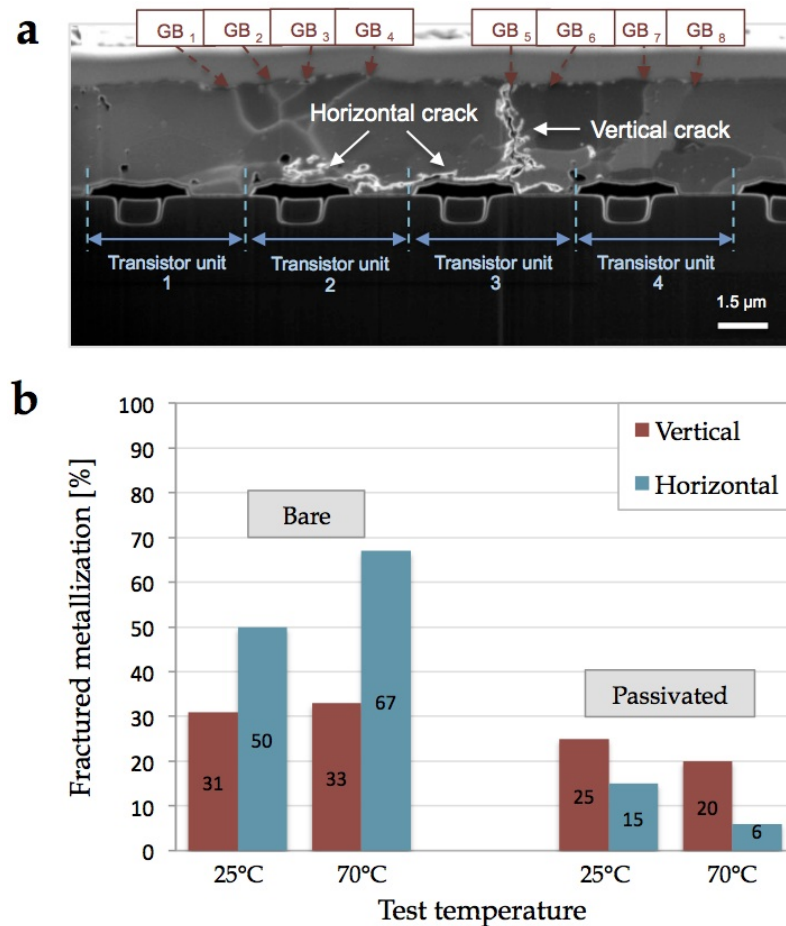 a
GB 1 GB 2 GB 3 GB 4 GB 5 GB 6 GB 7 GB 8
Horizontal crack
Vertical crack
Transistor unit
1
Transistor unit
2
Transistor unit
3
Transistor unit
4
1.5 µm
b
Fractured metallization [%]
100
90
80
70
60
50
40
30
20
10
0
Vertical
Horizontal
Bare
Passivated
31
50
33
67
25
15
20
6
25°C
70°C
25°C
70°C
Test temperature